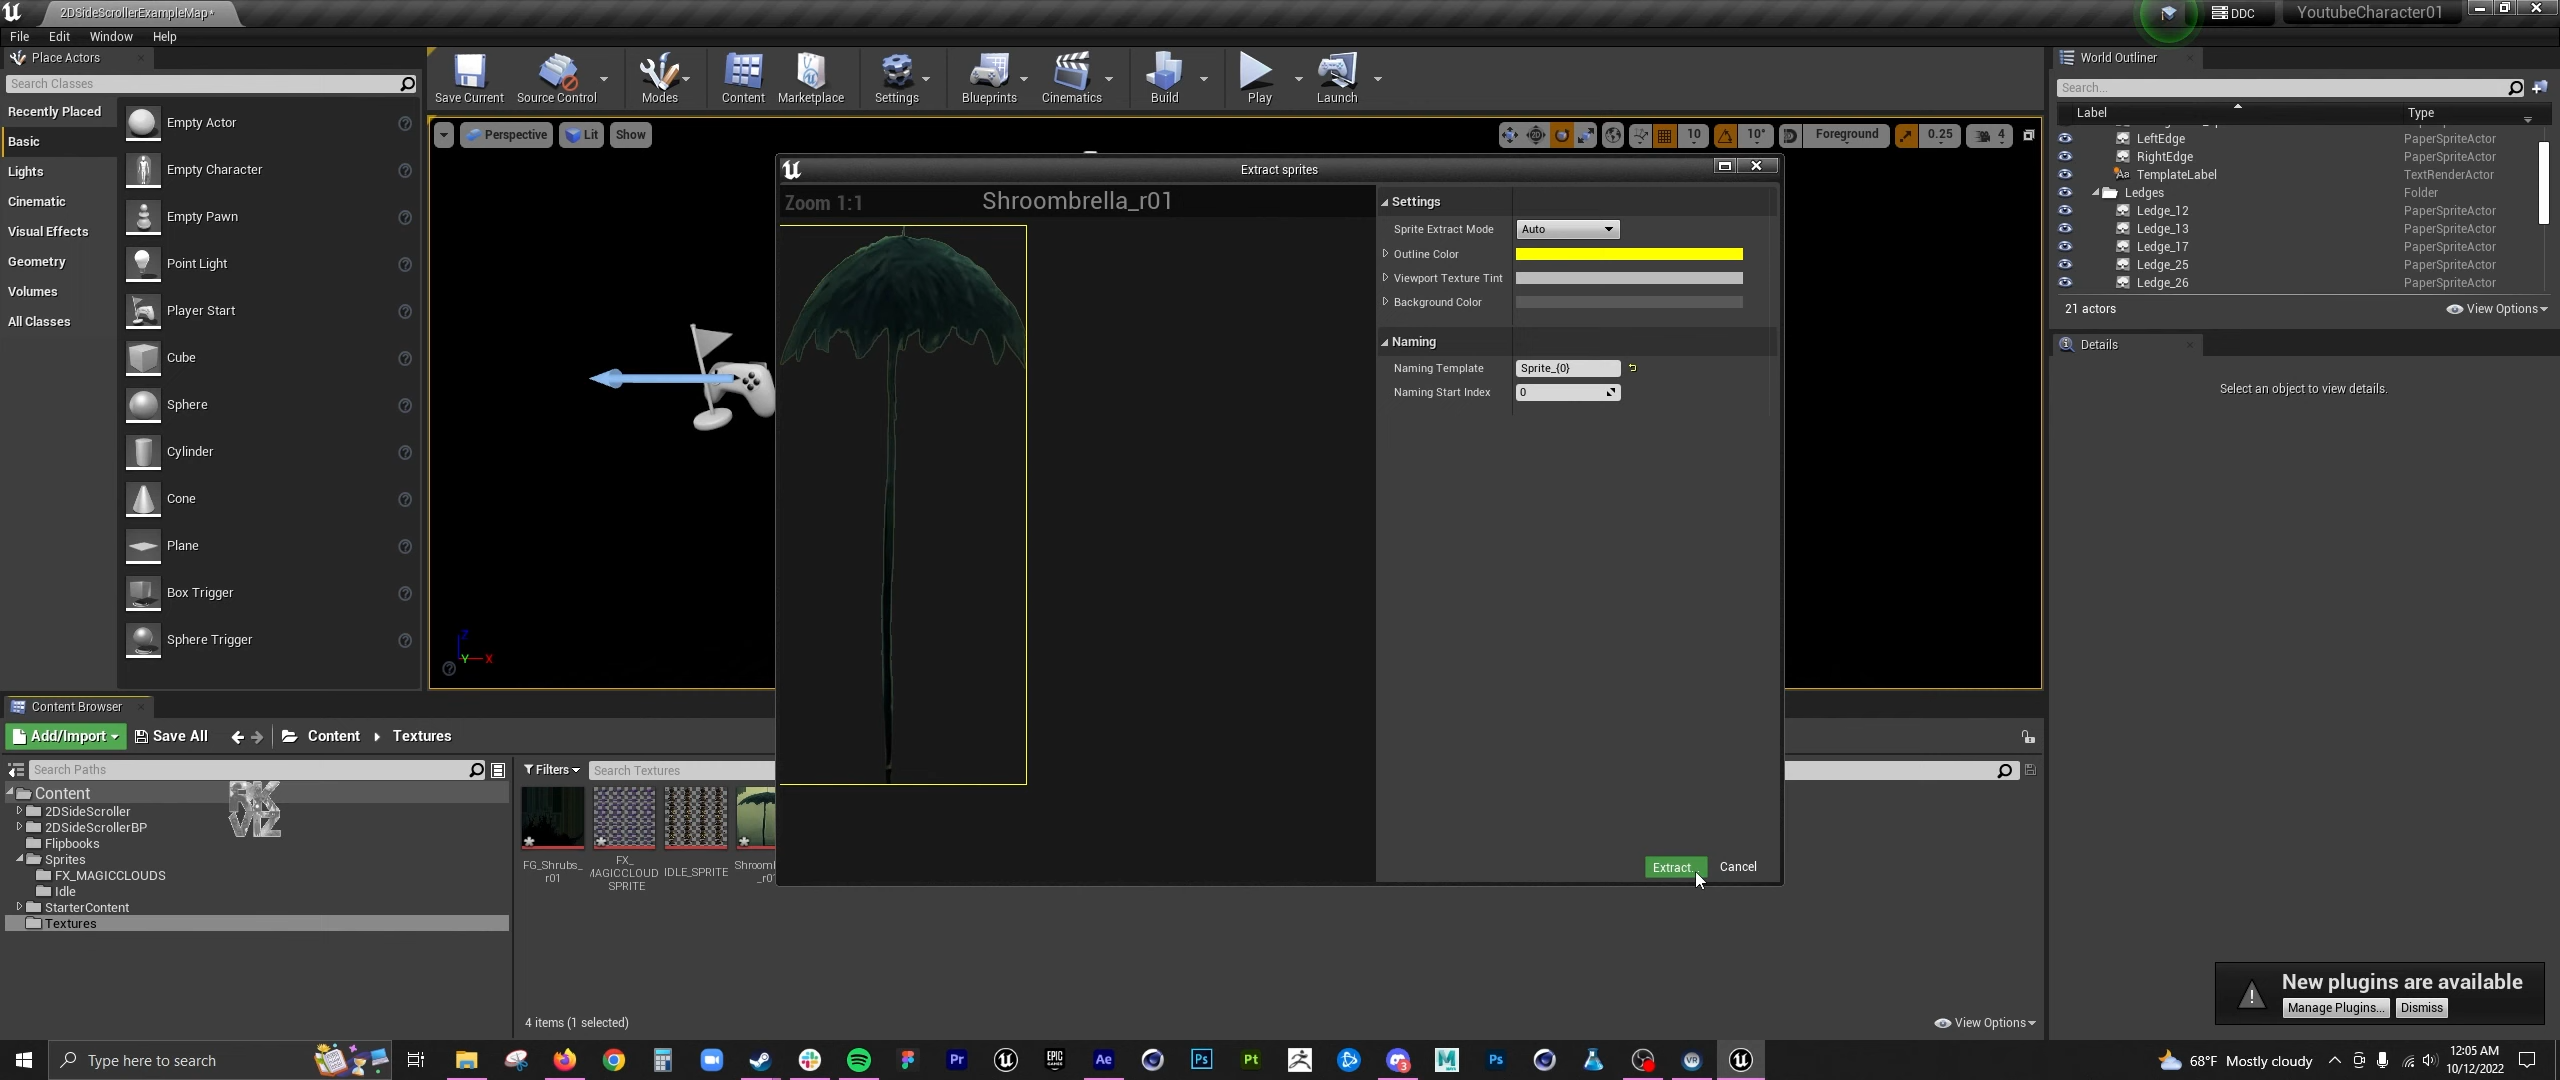 2DSideScrollerExampleMap*
DDC
YoutubeCharacter01
File Edit Window Help
Place Actors
Search Classes
Recently Placed
Basic
Lights
Cinematic
Visual Effects
Geometry
Volumes
All Classes
Empty Actor
Empty Character
Empty Pawn
Point Light
Player Start
Cube
Sphere
Cylinder
Cone
Plane
Box Trigger
Sphere Trigger
Save Current Source Control Modes Content Marketplace Settings Blueprints Cinematics Build Play Launch
Perspective Lit Show
10 10° Foreground 0.25 4
Z
Y X
Extract sprites
Zoom 1:1 Shroombrella_r01
Settings
Sprite Extract Mode Auto
Outline Color
Viewport Texture Tint
Background Color
Naming
Naming Template Sprite_{0}
Naming Start Index 0
Extract... Cancel
World Outliner
Search...
Label Type
LeftEdge PaperSpriteActor
RightEdge PaperSpriteActor
TemplateLabel TextRenderActor
Ledges Folder
Ledge_12 PaperSpriteActor
Ledge_13 PaperSpriteActor
Ledge_17 PaperSpriteActor
Ledge_25 PaperSpriteActor
Ledge_26 PaperSpriteActor
21 actors View Options
Details
Select an object to view details.
Content Browser
Add/Import Save All Content Textures
Search Paths
Content
2DSideScroller
2DSideScrollerBP
Flipbooks
Sprites
FX_MAGICCLOUDS
Idle
StarterContent
Textures
Filters Search Textures
FG_Shrubs_
r01
FX_
MAGICCLOUD
SPRITE
IDLE_SPRITE
4 items (1 selected) View Options
New plugins are available
Manage Plugins... Dismiss
Type here to search
Pr
EPIC
GAMES
Ae
Ps
Pt
3
M
Ps
VR
68°F Mostly cloudy
12:05 AM
10/12/2022